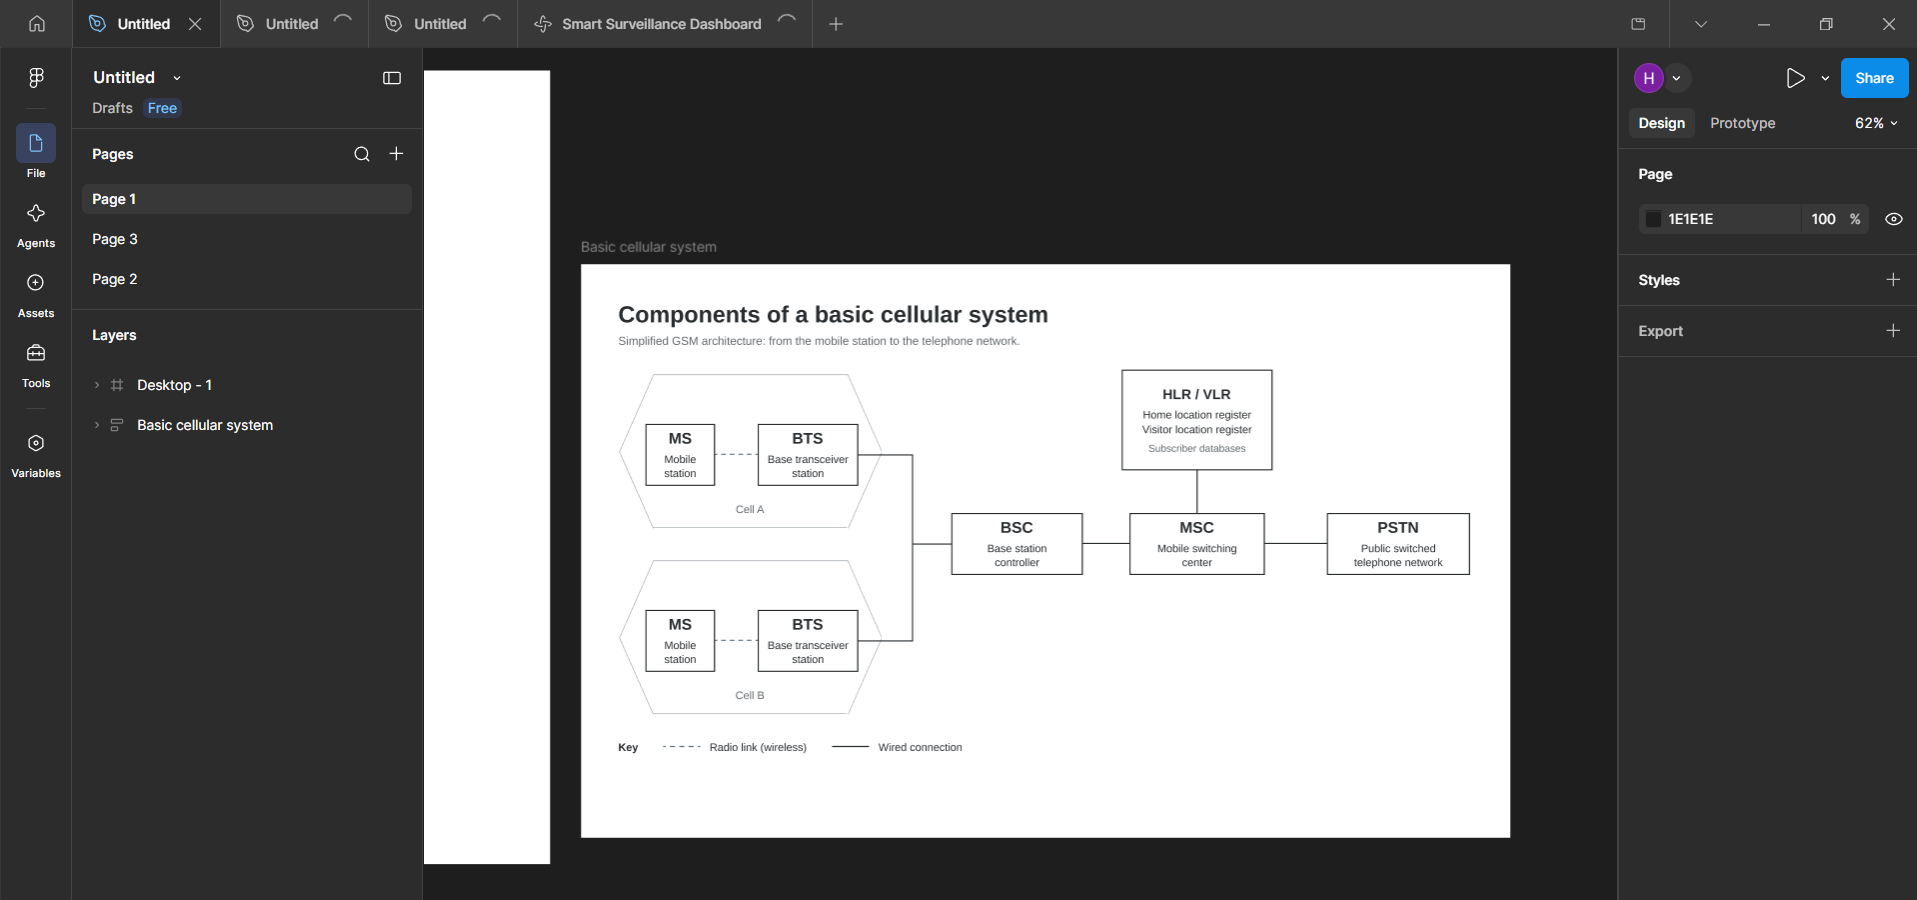 Untitled
Untitled
Untitled
Smart Surveillance Dashboard
Untitled
Drafts Free
File
Agents
Assets
Tools
Variables
Pages
Page 1
Page 3
Page 2
Layers
Desktop - 1
Basic cellular system
Basic cellular system
Components of a basic cellular system
Simplified GSM architecture: from the mobile station to the telephone network.
MS
Mobile
station
BTS
Base transceiver
station
Cell A
MS
Mobile
station
BTS
Base transceiver
station
Cell B
HLR / VLR
Home location register
Visitor location register
Subscriber databases
BSC
Base station
controller
MSC
Mobile switching
center
PSTN
Public switched
telephone network
Key
Radio link (wireless)
Wired connection
H
Share
Design
Prototype
62%
Page
1E1E1E 100 %
Styles
Export